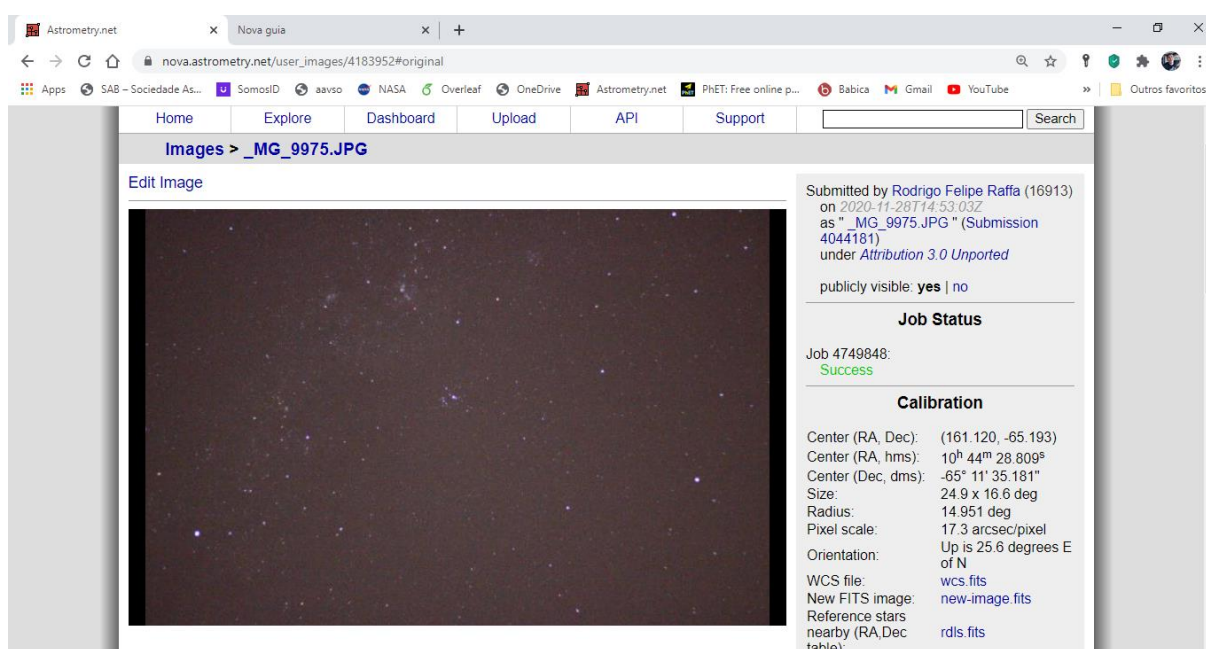 Astrometry.net
Nova guia
nova.astrometry.net/user_images/4183952#original
Apps SAB – Sociedade As... SomosID aavso NASA Overleaf OneDrive Astrometry.net PhET: Free online p... Babica Gmail YouTube » Outros favoritos
Home Explore Dashboard Upload API Support Search
Images > _MG_9975.JPG
Edit Image
Submitted by Rodrigo Felipe Raffa (16913)
on 2020-11-28T14:53:03Z
as " _MG_9975.JPG " (Submission
4044181)
under Attribution 3.0 Unported
publicly visible: yes | no
Job Status
Job 4749848:
Success
Calibration
Center (RA, Dec): (161.120, -65.193)
Center (RA, hms): 10h 44m 28.809s
Center (Dec, dms): -65° 11' 35.181"
Size: 24.9 x 16.6 deg
Radius: 14.951 deg
Pixel scale: 17.3 arcsec/pixel
Orientation: Up is 25.6 degrees E
of N
WCS file: wcs.fits
New FITS image: new-image.fits
Reference stars
nearby (RA,Dec rdls.fits
table):